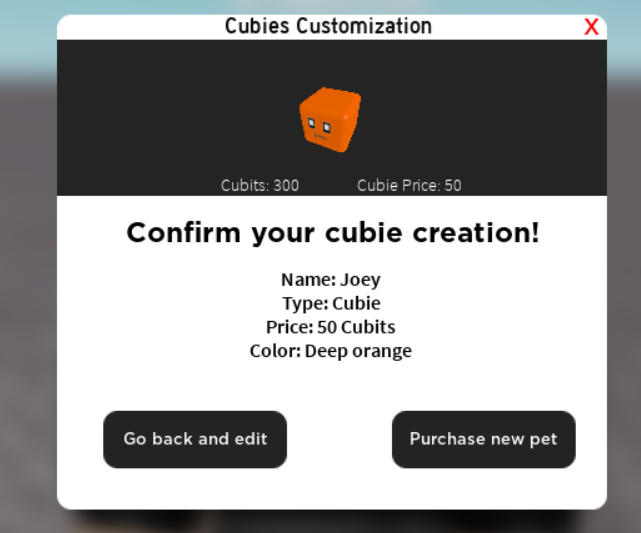 Cubies Customization
X
Cubits: 300
Cubie Price: 50
Confirm your cubie creation!
Name: Joey
Type: Cubie
Price: 50 Cubits
Color: Deep orange
Go back and edit
Purchase new pet